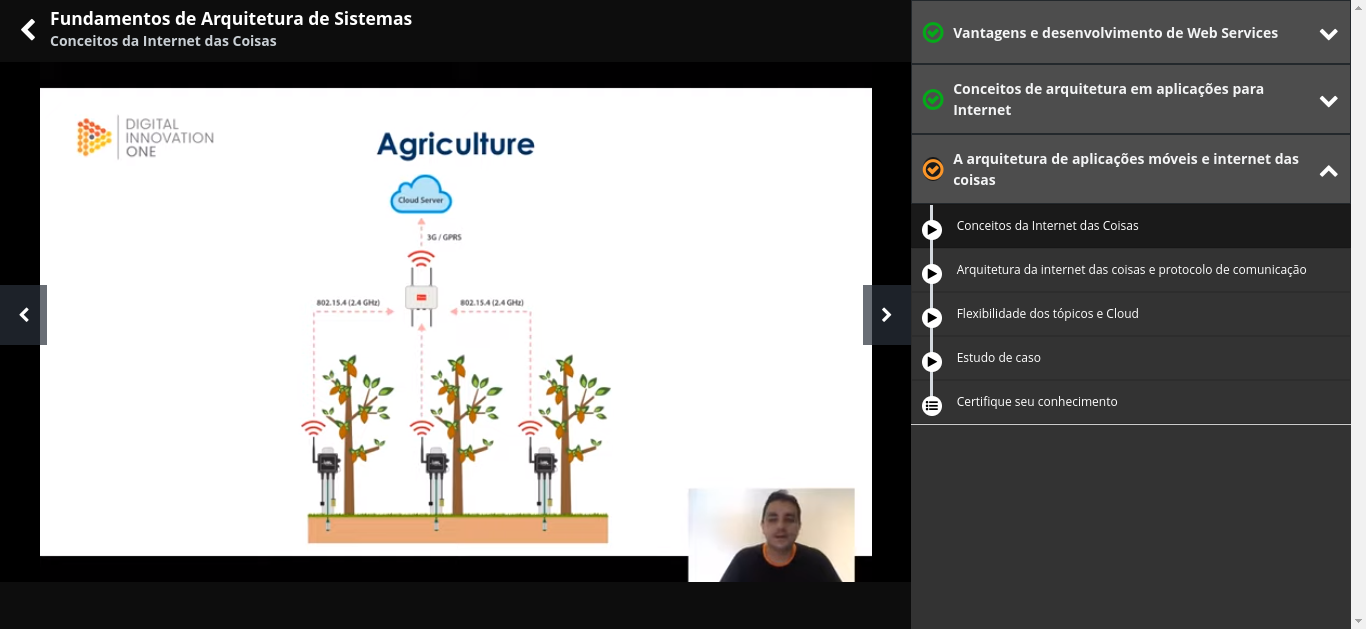 Fundamentos de Arquitetura de Sistemas
Conceitos da Internet das Coisas
DIGITAL
INNOVATION
ONE
Agriculture
Cloud Server
3G / GPRS
802.15.4 (2.4 GHz)
802.15.4 (2.4 GHz)
Vantagens e desenvolvimento de Web Services
Conceitos de arquitetura em aplicações para
Internet
A arquitetura de aplicações móveis e internet das
coisas
Conceitos da Internet das Coisas
Arquitetura da internet das coisas e protocolo de comunicação
Flexibilidade dos tópicos e Cloud
Estudo de caso
Certifique seu conhecimento